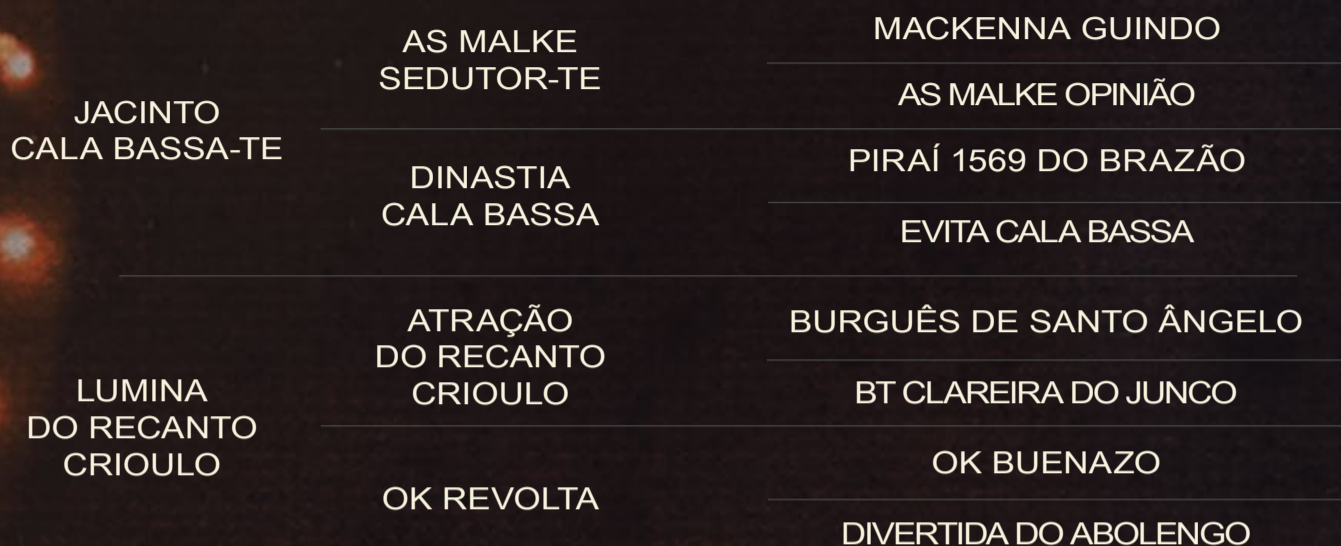 JACINTO
CALA BASSA-TE
AS MALKE
SEDUTOR-TE
MACKENNA GUINDO
AS MALKE OPINIÃO
DINASTIA
CALA BASSA
PIRAÍ 1569 DO BRAZÃO
EVITA CALA BASSA
LUMINA
DO RECANTO
CRIOULO
ATRAÇÃO
DO RECANTO
CRIOULO
BURGUÊS DE SANTO ÂNGELO
BT CLAREIRA DO JUNCO
OK REVOLTA
OK BUENAZO
DIVERTIDA DO ABOLENGO